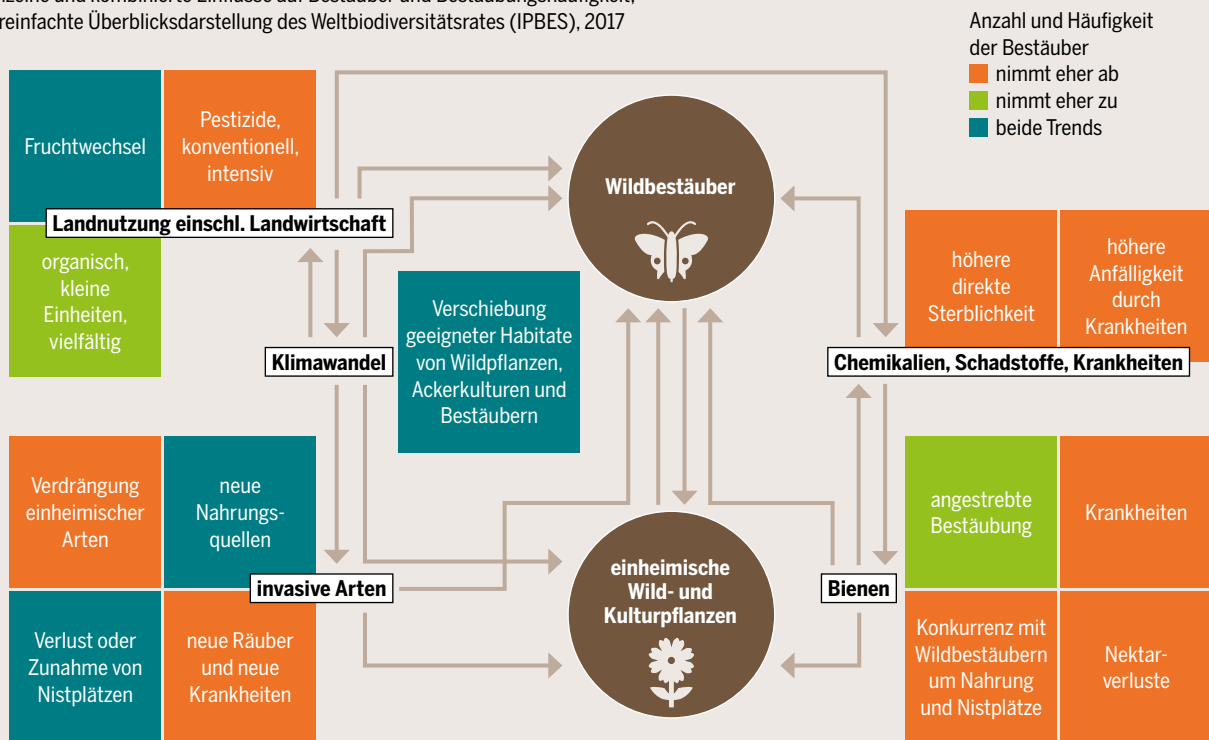 reinfachte Überblicksdarstellung des Weltbiodiversitätsrates (IPBES), 2017
Anzahl und Häufigkeit
der Bestäuber
nimmt eher ab
nimmt eher zu
beide Trends
Fruchtwechsel
Pestizide,
konventionell,
intensiv
Landnutzung einschl. Landwirtschaft
organisch,
kleine
Einheiten,
vielfältig
Wildbestäuber
höhere
direkte
Sterblichkeit
höhere
Anfälligkeit
durch
Krankheiten
Chemikalien, Schadstoffe, Krankheiten
Klimawandel
Verschiebung
geeigneter Habitate
von Wildpflanzen,
Ackerkulturen und
Bestäubern
Verdrängung
einheimischer
Arten
neue
Nahrungs-
quellen
invasive Arten
Verlust oder
Zunahme von
Nistplätzen
neue Räuber
und neue
Krankheiten
einheimische
Wild- und
Kulturpflanzen
angestrebte
Bestäubung
Krankheiten
Bienen
Konkurrenz mit
Wildbestäubern
um Nahrung
und Nistplätze
Nektar-
verluste